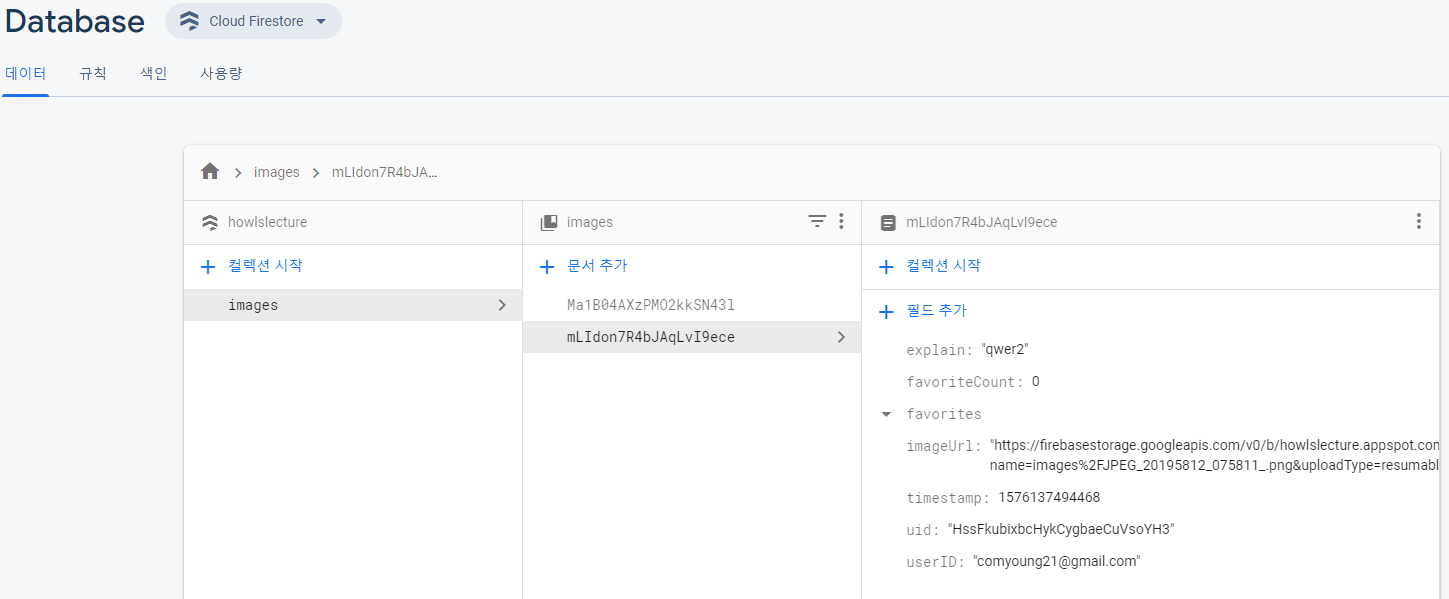 Database
Cloud Firestore
데이터 규칙 색인 사용량
images mLIdon7R4bJA...
howlslecture
컬렉션 시작
images
images
문서 추가
Ma1B04AXzPMO2kkSN43l
mLIdon7R4bJAqLvI9ece
mLIdon7R4bJAqLvI9ece
컬렉션 시작
필드 추가
explain: "qwer2"
favoriteCount: 0
favorites
imageUrl: "https://firebasestorage.googleapis.com/v0/b/howlslecture.appspot.com
name=images%2FJPEG_20195812_075811_.png&uploadType=resumabl
timestamp: 1576137494468
uid: "HssFkubixbcHykCygbaeCuVsoYH3"
userID: "comyoung21@gmail.com"